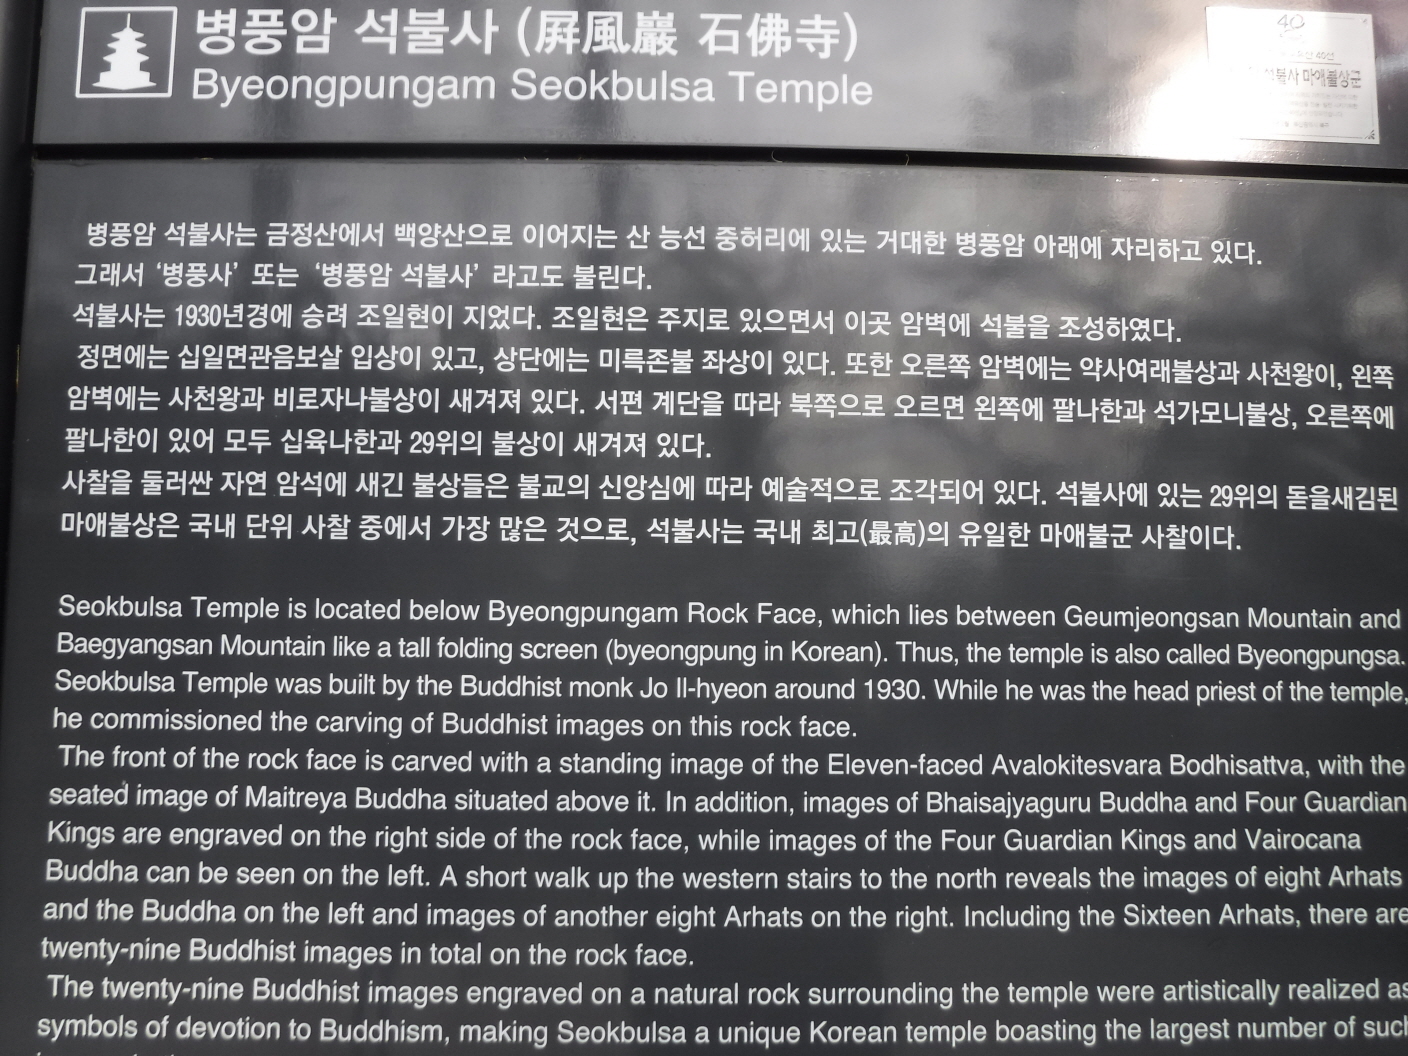 병풍암 석불사 (屛風巖 石佛寺)
Byeongpungam Seokbulsa Temple
40
석불사 마애불상군
병풍암 석불사는 금정산에서 백양산으로 이어지는 산 능선 중허리에 있는 거대한 병풍암 아래에 자리하고 있다.
그래서 ‘병풍사’ 또는 ‘병풍암 석불사’ 라고도 불린다.
석불사는 1930년경에 승려 조일현이 지었다. 조일현은 주지로 있으면서 이곳 암벽에 석불을 조성하였다.
정면에는 십일면관음보살 입상이 있고, 상단에는 미륵존불 좌상이 있다. 또한 오른쪽 암벽에는 약사여래불상과 사천왕이, 왼쪽
암벽에는 사천왕과 비로자나불상이 새겨져 있다. 서편 계단을 따라 북쪽으로 오르면 왼쪽에 팔나한과 석가모니불상, 오른쪽에
팔나한이 있어 모두 십육나한과 29위의 불상이 새겨져 있다.
사찰을 둘러싼 자연 암석에 새긴 불상들은 불교의 신앙심에 따라 예술적으로 조각되어 있다. 석불사에 있는 29위의 돋을새김된
마애불상은 국내 단위 사찰 중에서 가장 많은 것으로, 석불사는 국내 최고(最高)의 유일한 마애불군 사찰이다.
Seokbulsa Temple is located below Byeongpungam Rock Face, which lies between Geumjeongsan Mountain and
Baegyangsan Mountain like a tall folding screen (byeongpung in Korean). Thus, the temple is also called Byeongpungsa.
Seokbulsa Temple was built by the Buddhist monk Jo Il-hyeon around 1930. While he was the head priest of the temple,
he commissioned the carving of Buddhist images on this rock face.
The front of the rock face is carved with a standing image of the Eleven-faced Avalokitesvara Bodhisattva, with the
seated image of Maitreya Buddha situated above it. In addition, images of Bhaisajyaguru Buddha and Four Guardian
Kings are engraved on the right side of the rock face, while images of the Four Guardian Kings and Vairocana
Buddha can be seen on the left. A short walk up the western stairs to the north reveals the images of eight Arhats
and the Buddha on the left and images of another eight Arhats on the right. Including the Sixteen Arhats, there are
twenty-nine Buddhist images in total on the rock face.
The twenty-nine Buddhist images engraved on a natural rock surrounding the temple were artistically realized as
symbols of devotion to Buddhism, making Seokbulsa a unique Korean temple boasting the largest number of such